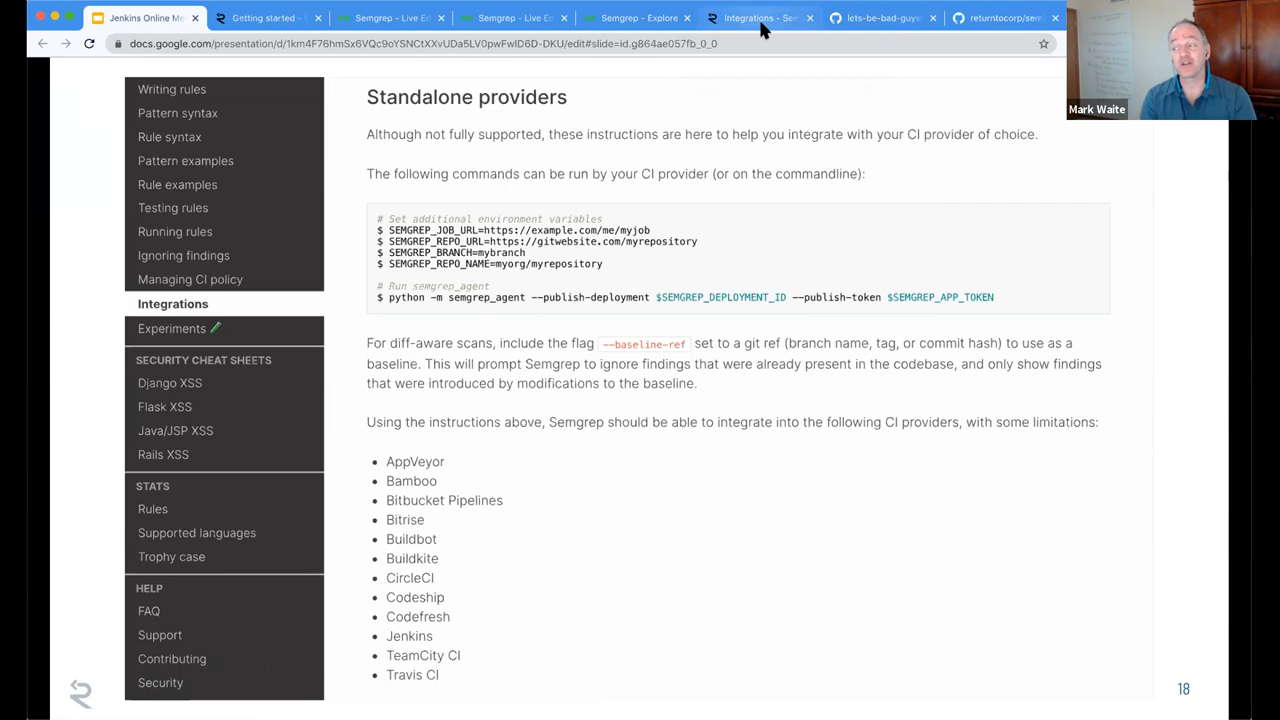 Jenkins Online Me
Getting started -
Semgrep - Live Ed
Semgrep - Live Ed
Semgrep - Explore
Integrations - Sem
lets-be-bad-guys
returntocorp/sem
docs.google.com/presentation/d/1km4F76hmSx6VQc9oYSNCtXXvUDa5LV0pwFwID6D-DKU/edit#slide=id.g864ae057fb_0_0
Mark Waite
Writing rules
Pattern syntax
Rule syntax
Pattern examples
Rule examples
Testing rules
Running rules
Ignoring findings
Managing CI policy
Integrations
Experiments
SECURITY CHEAT SHEETS
Django XSS
Flask XSS
Java/JSP XSS
Rails XSS
STATS
Rules
Supported languages
Trophy case
HELP
FAQ
Support
Contributing
Security
Standalone providers
Although not fully supported, these instructions are here to help you integrate with your CI provider of choice.
The following commands can be run by your CI provider (or on the commandline):
# Set additional environment variables
$ SEMGREP_JOB_URL=https://example.com/me/myjob
$ SEMGREP_REPO_URL=https://gitwebsite.com/myrepository
$ SEMGREP_BRANCH=mybranch
$ SEMGREP_REPO_NAME=myorg/myrepository
# Run semgrep_agent
$ python -m semgrep_agent --publish-deployment $SEMGREP_DEPLOYMENT_ID --publish-token $SEMGREP_APP_TOKEN
For diff-aware scans, include the flag --baseline-ref set to a git ref (branch name, tag, or commit hash) to use as a
baseline. This will prompt Semgrep to ignore findings that were already present in the codebase, and only show findings
that were introduced by modifications to the baseline.
Using the instructions above, Semgrep should be able to integrate into the following CI providers, with some limitations:
AppVeyor
Bamboo
Bitbucket Pipelines
Bitrise
Buildbot
Buildkite
CircleCI
Codeship
Codefresh
Jenkins
TeamCity CI
Travis CI
18